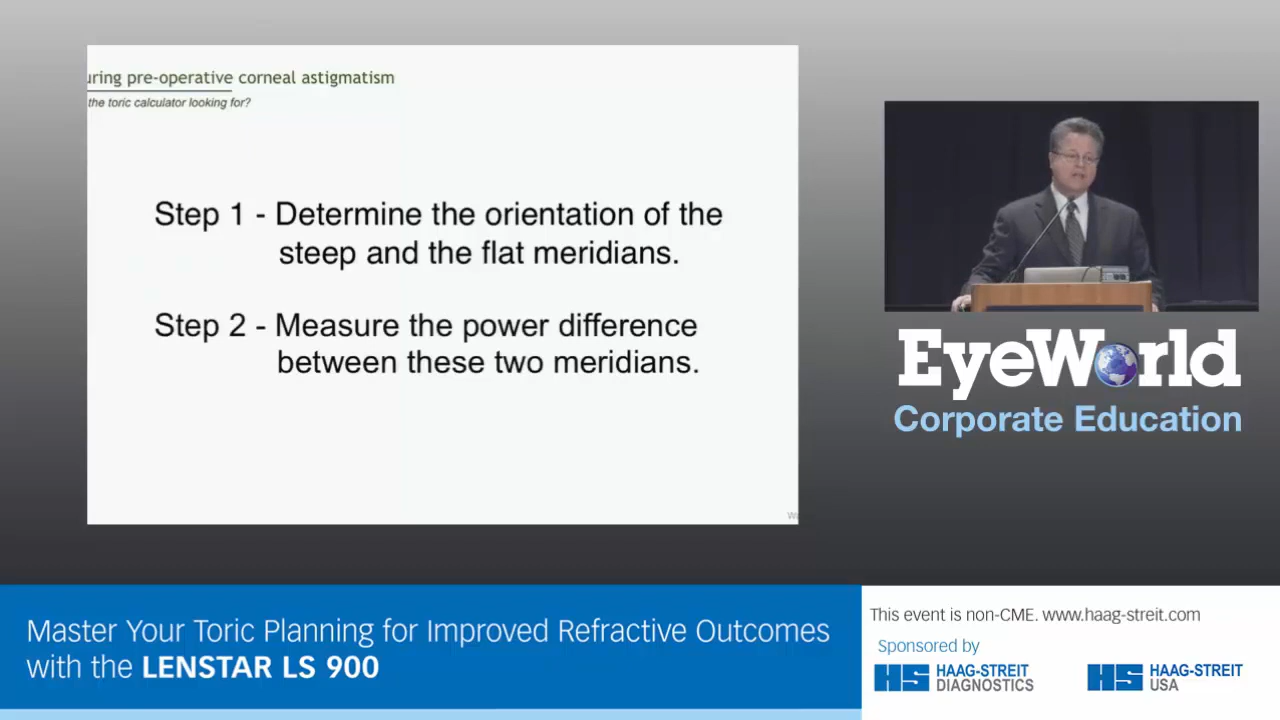 uring pre-operative corneal astigmatism
the toric calculator looking for?
Step 1 - Determine the orientation of the
steep and the flat meridians.
Step 2 - Measure the power difference
between these two meridians.
EyeWorld
Corporate Education
Master Your Toric Planning for Improved Refractive Outcomes
with the LENSTAR LS 900
This event is non-CME. www.haag-streit.com
Sponsored by
HS HAAG-STREIT
DIAGNOSTICS
HS HAAG-STREIT
USA